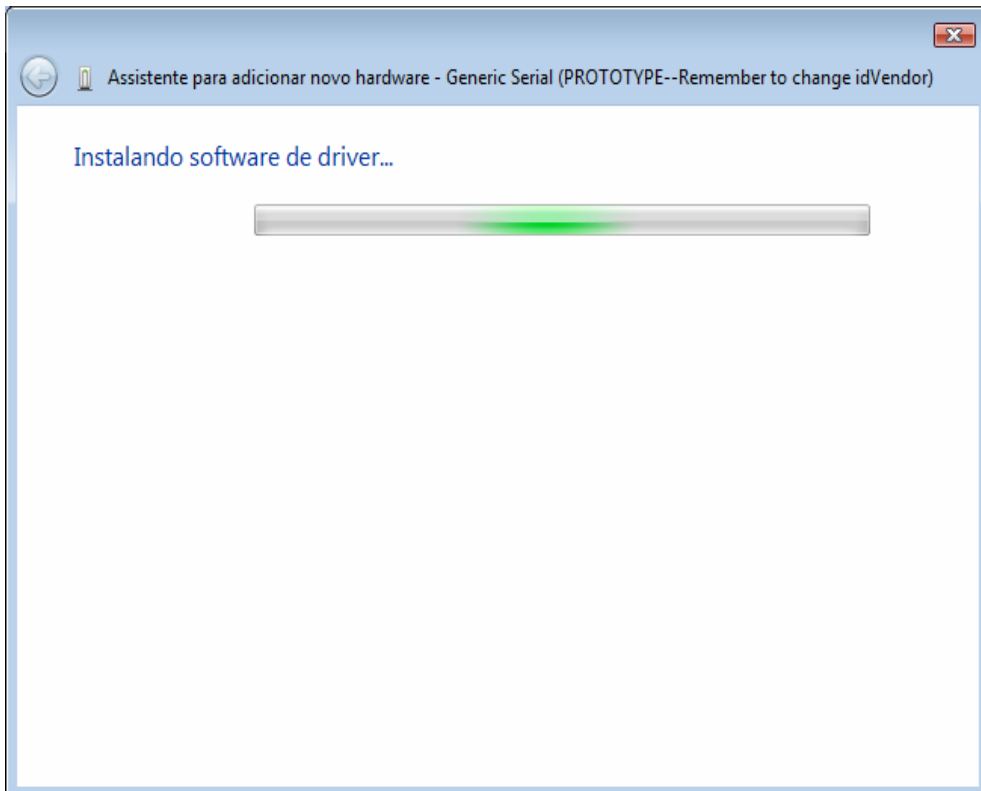 Assistente para adicionar novo hardware - Generic Serial (PROTOTYPE--Remember to change idVendor)
Instalando software de driver...